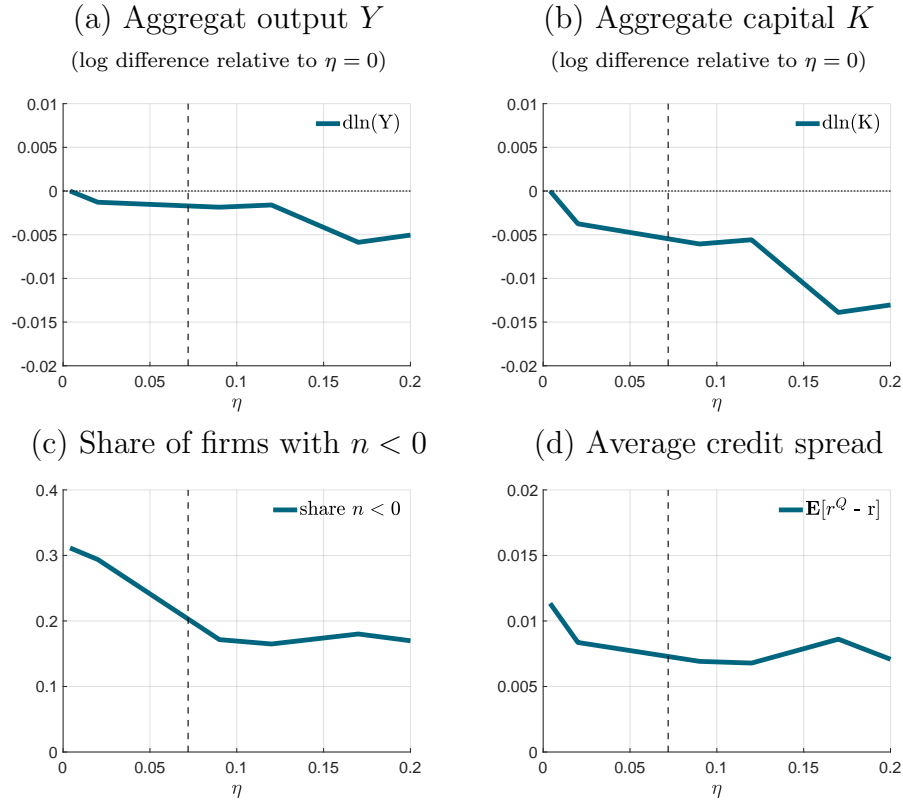 (a) Aggregat output Y
(log difference relative to η = 0)
0.01
0.005
0
-0.005
-0.01
-0.015
-0.02
dln(Y)
0 0.05 0.1 0.15 0.2
η
(b) Aggregate capital K
(log difference relative to η = 0)
0.01
0.005
0
-0.005
-0.01
-0.015
-0.02
dln(K)
0 0.05 0.1 0.15 0.2
η
(c) Share of firms with n < 0
0.4
0.3
0.2
0.1
0
share n < 0
0 0.05 0.1 0.15 0.2
η
(d) Average credit spread
0.02
0.015
0.01
0.005
0
E[r^Q - r]
0 0.05 0.1 0.15 0.2
η